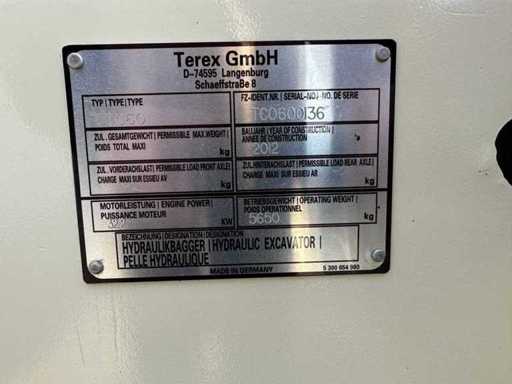 Terex GmbH
D-74595 Langenburg
Schaeffstraße 8
TYP | TYPE | TYPE
FZ-IDENT.NR. | SERIAL-NO. | NO. DE SERIE
TC0600136
ZUL. GESAMTGEWICHT | PERMISSIBLE MAX.WEIGHT |
POIDS TOTAL MAXI
kg
BAUJAHR | YEAR OF CONSTRUCTION |
ANNEE DE CONSTRUCTION
2012
ZUL.VORDERACHSLAST | PERMISSIBLE LOAD FRONT AXLE |
CHARGE MAXI SUR ESSIEU AV
kg
ZUL.HINTERACHSLAST | PERMISSIBLE LOAD REAR AXLE |
CHARGE MAXI SUR ESSIEU AR
kg
MOTORLEISTUNG | ENGINE POWER |
PUISSANCE MOTEUR
KW
BETRIEBSGEWICHT | OPERATING WEIGHT |
POIDS OPERATIONNEL
5650
kg
BEZEICHNUNG | DESIGNATION | DESIGNATION
HYDRAULIKBAGGER | HYDRAULIC EXCAVATOR |
PELLE HYDRAULIQUE
MADE IN GERMANY
5 300 654 980